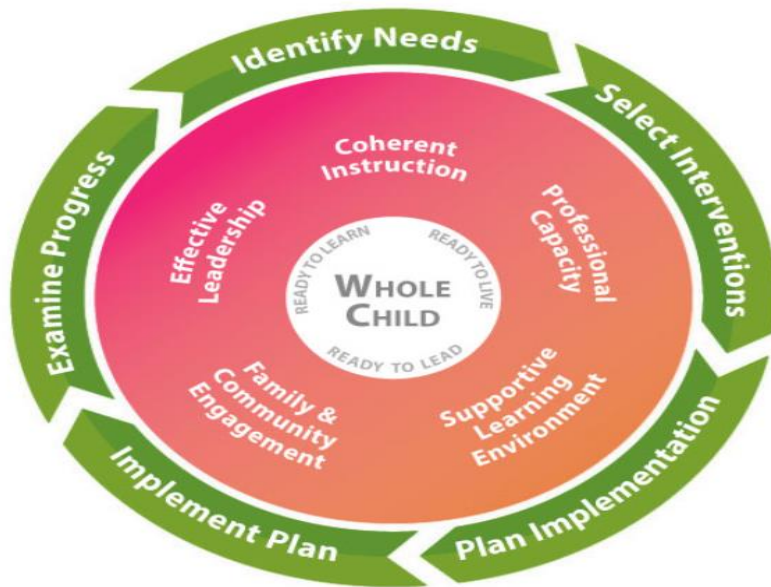 Identify Needs
Select Interventions
Plan Implementation
Implement Plan
Examine Progress
Coherent
Instruction
Professional
Capacity
Supportive
Learning
Environment
Family &
Community
Engagement
Effective
Leadership
READY TO LEARN
READY TO LIVE
READY TO LEAD
WHOLE
CHILD